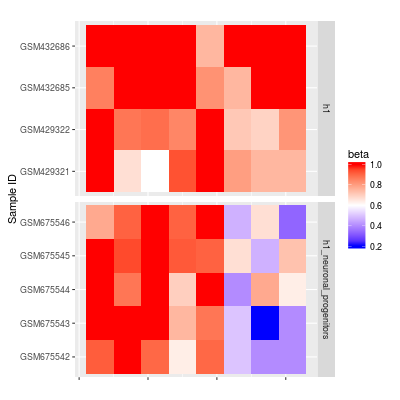 GSM432686
GSM432685
GSM429322
GSM429321
h1
Sample ID
GSM675546
GSM675545
GSM675544
GSM675543
GSM675542
h1_neuronal_progenitors
beta
1.0
0.8
0.6
0.4
0.2